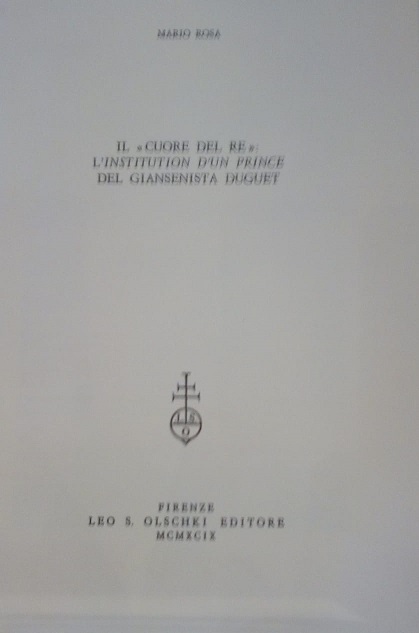 MARIO ROSA
IL «CUORE DEL RE»:
L'INSTITUTION D'UN PRINCE
DEL GIANSENISTA DUGUET
L S
O
FIRENZE
LEO S. OLSCHKI EDITORE
MCMXCIX